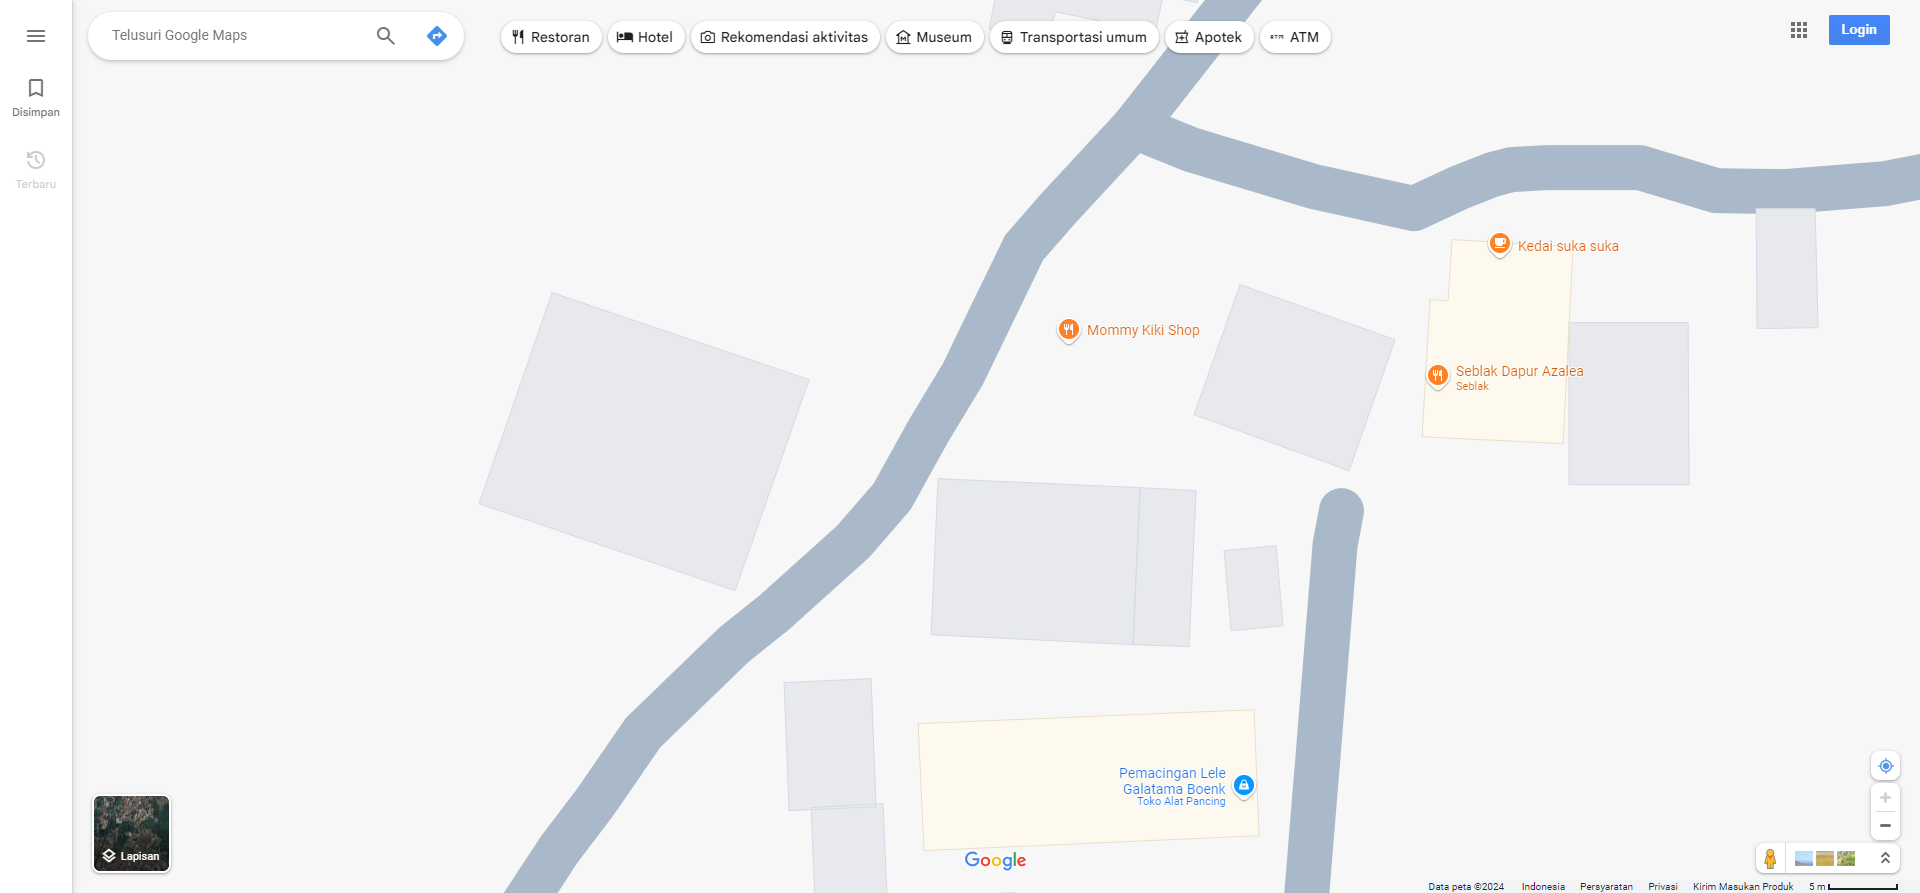 Telusuri Google Maps
Restoran
Hotel
Rekomendasi aktivitas
Museum
Transportasi umum
Apotek
ATM
ATM
Login
Disimpan
Terbaru
Kedai suka suka
Mommy Kiki Shop
Seblak Dapur Azalea
Seblak
Pemacingan Lele
Galatama Boenk
Toko Alat Pancing
Lapisan
Google
Data peta ©2024
Indonesia
Persyaratan
Privasi
Kirim Masukan Produk
5 m